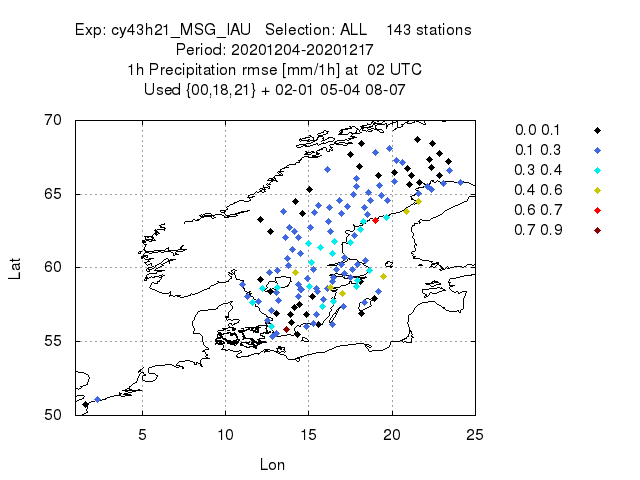 Exp: cy43h21_MSG_IAU Selection: ALL 143 stations
Period: 20201204-20201217
1h Precipitation rmse [mm/1h] at 02 UTC
Used {00,18,21} + 02-01 05-04 08-07
70
65
60
55
50
Lat
5 10 15 20 25
Lon
0.0 0.1
0.1 0.3
0.3 0.4
0.4 0.6
0.6 0.7
0.7 0.9